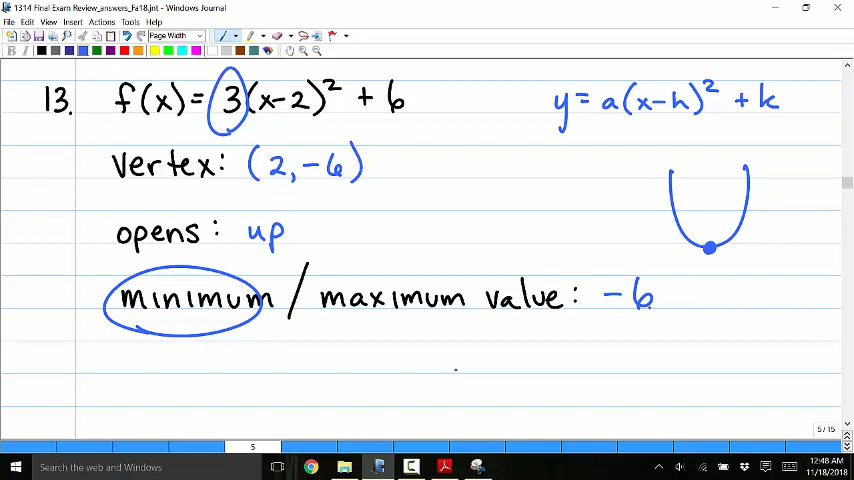 1314 Final Exam Review_answers_Fa18.jnt - Windows Journal
File Edit View Insert Actions Tools Help
Page Width
B I
13. f(x) = 3(x-2)² + 6 y = a(x-h)² + k
vertex: (2, -6)
opens: up
minimum / maximum value: -6
5 / 15
5
Search the web and Windows
12:48 AM
11/18/2018